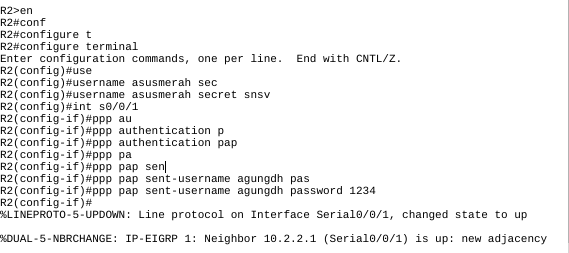 R2>en
R2#conf
R2#configure t
R2#configure terminal
Enter configuration commands, one per line.  End with CNTL/Z.
R2(config)#use
R2(config)#username asusmerah sec
R2(config)#username asusmerah secret snsv
R2(config)#int s0/0/1
R2(config-if)#ppp au
R2(config-if)#ppp authentication p
R2(config-if)#ppp authentication pap
R2(config-if)#ppp pa
R2(config-if)#ppp pap sen
R2(config-if)#ppp pap sent-username agungdh pas
R2(config-if)#ppp pap sent-username agungdh password 1234
R2(config-if)#
%LINEPROTO-5-UPDOWN: Line protocol on Interface Serial0/0/1, changed state to up
%DUAL-5-NBRCHANGE: IP-EIGRP 1: Neighbor 10.2.2.1 (Serial0/0/1) is up: new adjacency